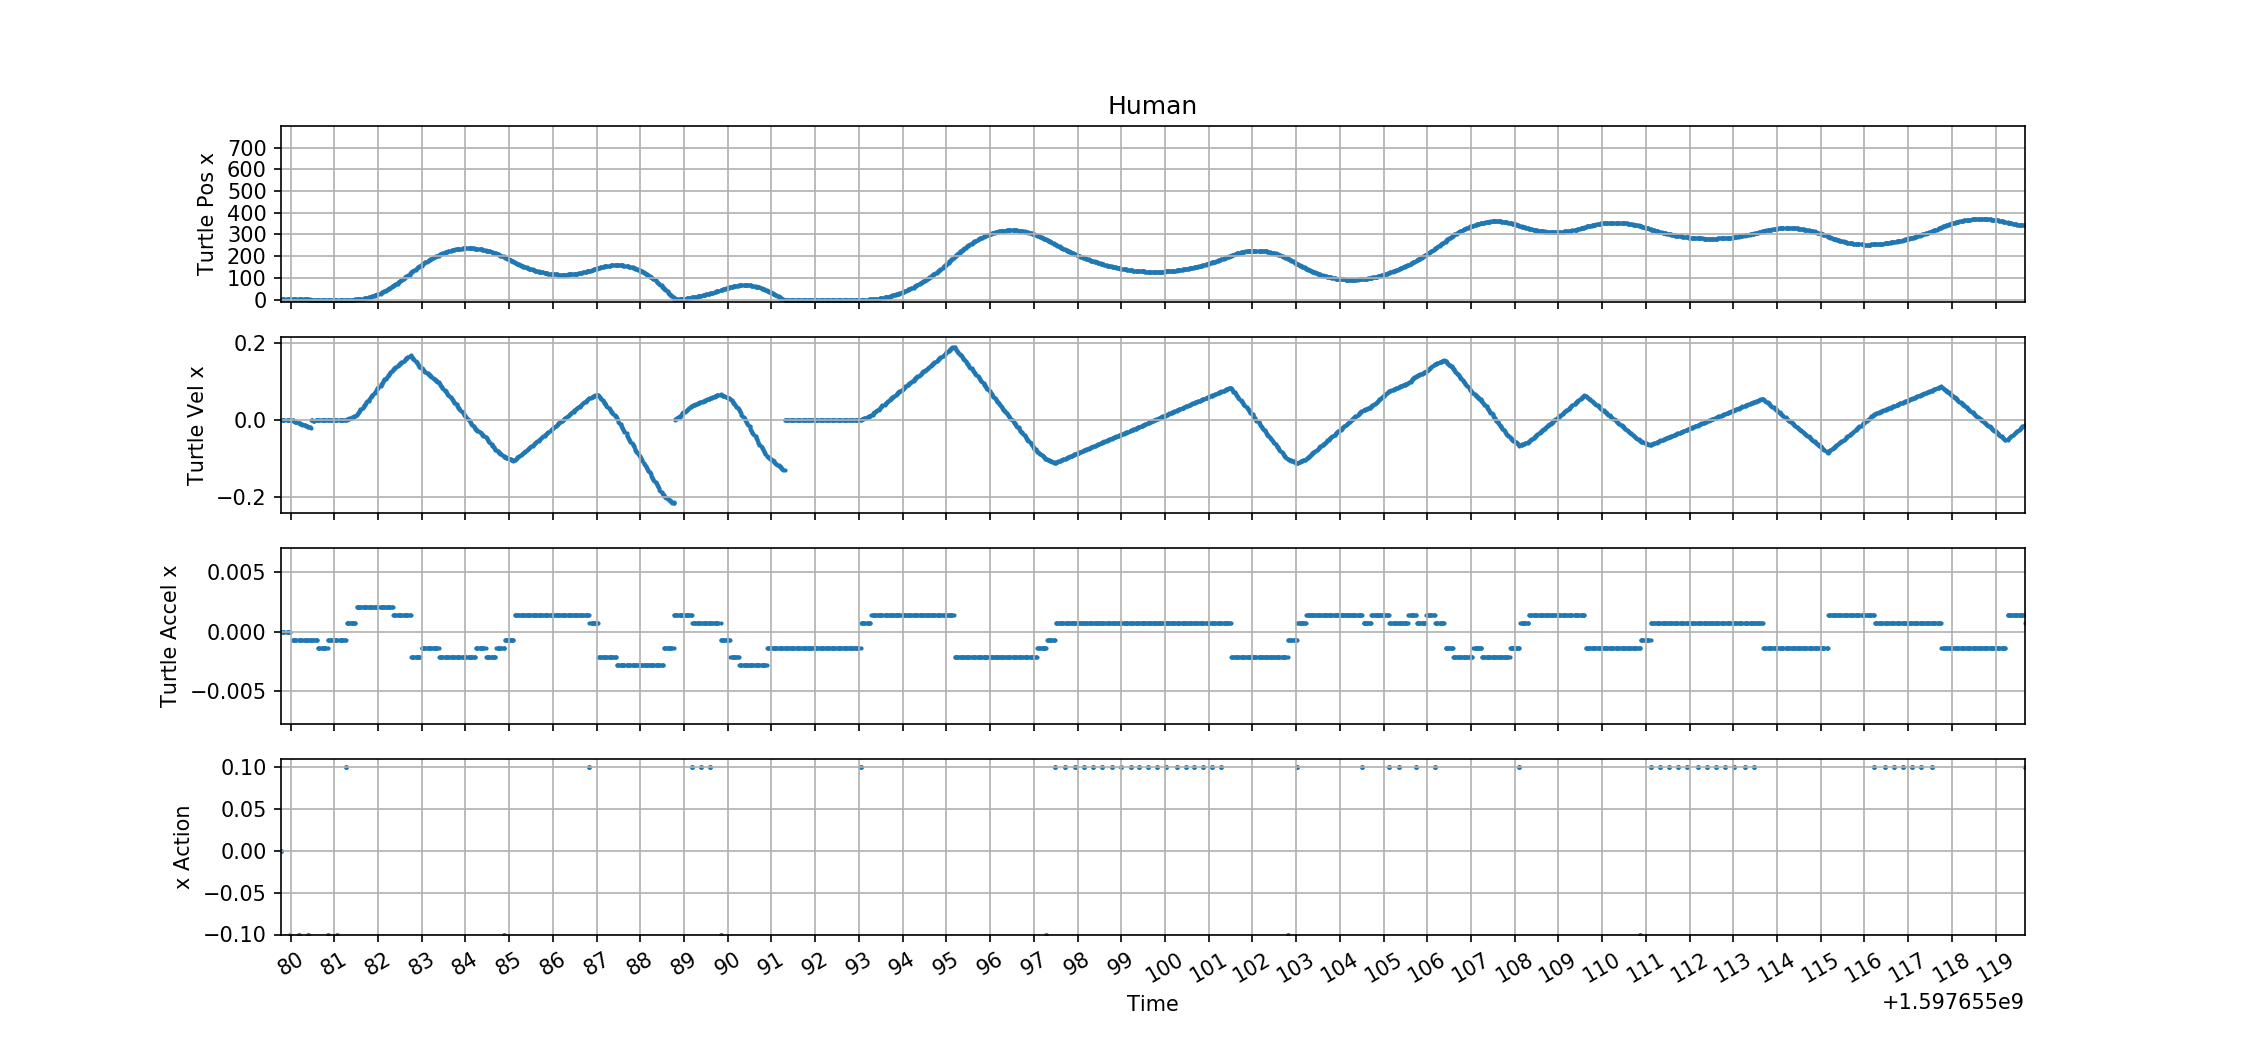 Human
Turtle Pos x
700
600
500
400
300
200
100
0
Turtle Vel x
0.2
0.0
−0.2
Turtle Accel x
0.005
0.000
−0.005
x Action
0.10
0.05
0.00
−0.05
−0.10
80 81 82 83 84 85 86 87 88 89 90 91 92 93 94 95 96 97 98 99 100 101 102 103 104 105 106 107 108 109 110 111 112 113 114 115 116 117 118 119
Time
+1.597655e9